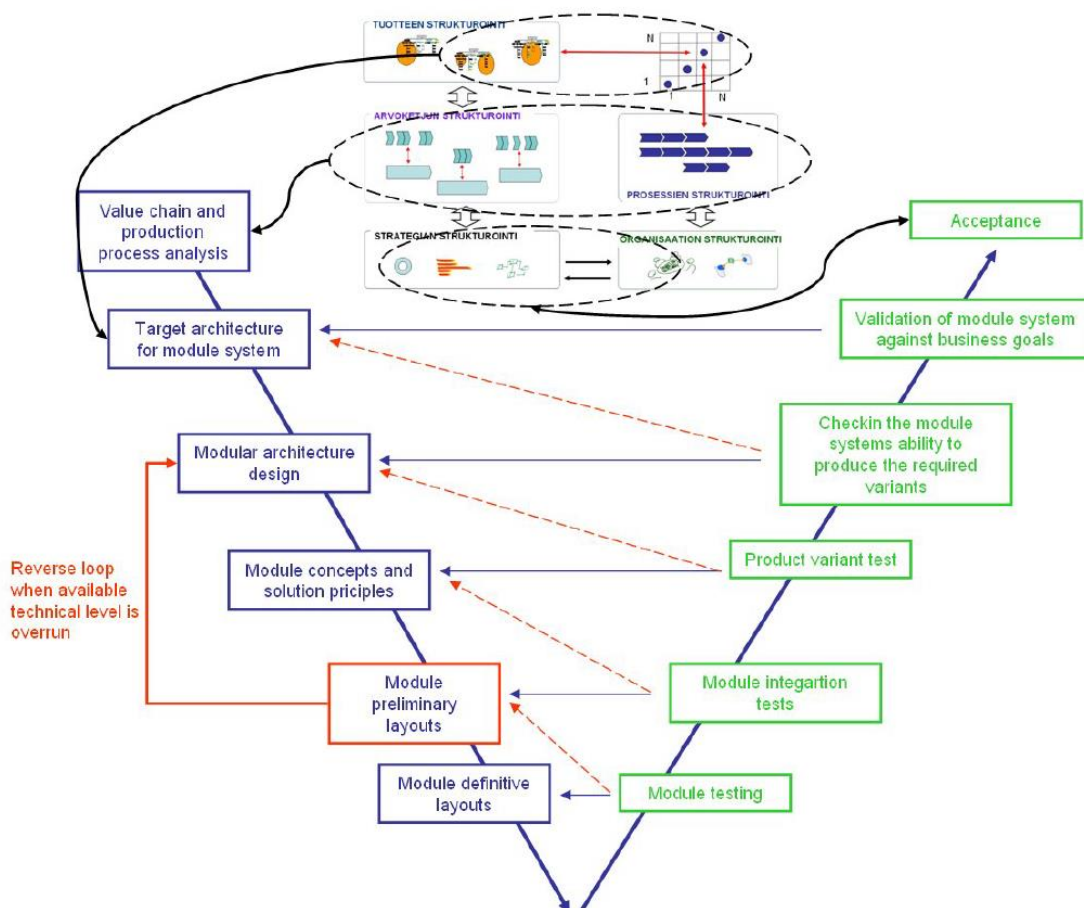 TUOTTEEN STRUKTUROINTI
N
1
1
N
ARVOKETJUN STRUKTUROINTI
PROSESSIEN STRUKTUROINTI
STRATEGIAN STRUKTUROINTI
ORGANISAATION STRUKTUROINTI
Value chain and
production
process analysis
Acceptance
Target architecture
for module system
Validation of module system
against business goals
Modular architecture
design
Checkin the module
systems ability to
produce the required
variants
Reverse loop
when available
technical level is
overrun
Module concepts and
solution priciples
Product variant test
Module
preliminary
layouts
Module integartion
tests
Module definitive
layouts
Module testing